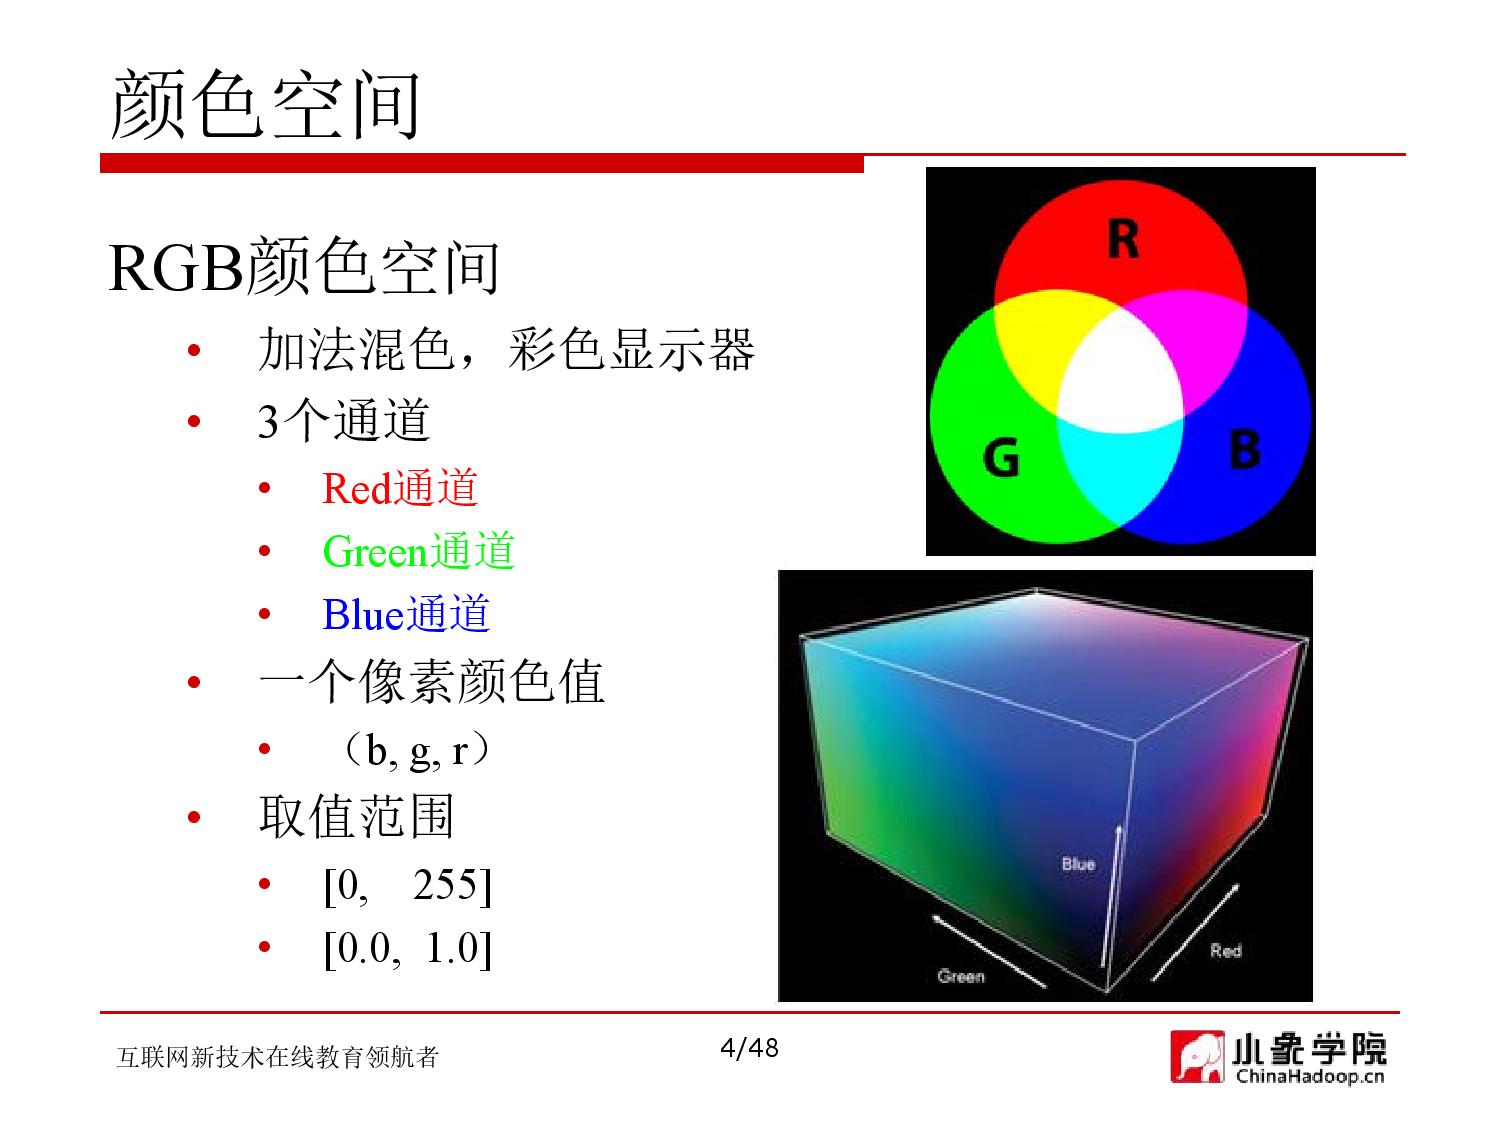 颜色空间
RGB颜色空间
• 加法混色，彩色显示器
• 3个通道
• Red通道
• Green通道
• Blue通道
• 一个像素颜色值
• （b, g, r）
• 取值范围
• [0, 255]
• [0.0, 1.0]
R
G
B
Blue
Green
Red
互联网新技术在线教育领航者
4/48
小象学院
ChinaHadoop.cn